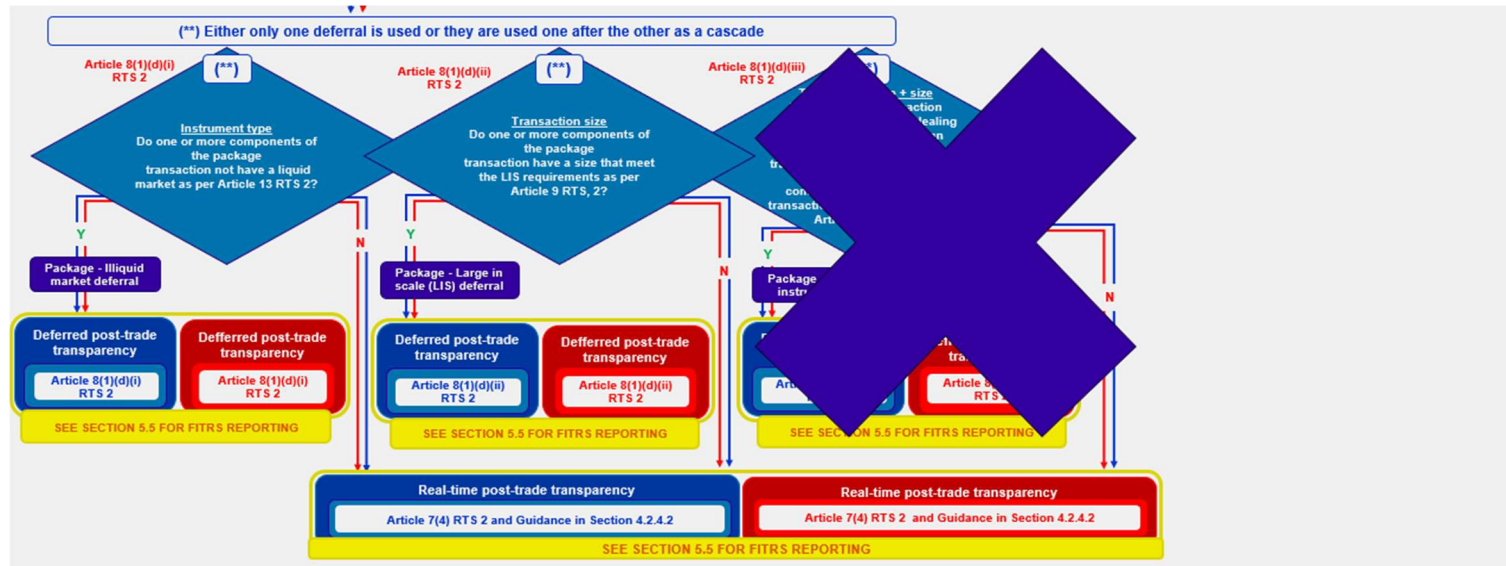 (**) Either only one deferral is used or they are used one after the other as a cascade
Article 8(1)(d)(i)
RTS 2
(**)
Instrument type
Do one or more components of
the package
transaction not have a liquid
market as per Article 13 RTS 2?
Y
N
Package - Illiquid
market deferral
Deferred post-trade
transparency
Article 8(1)(d)(i)
RTS 2
Defferred post-trade
transparency
Article 8(1)(d)(i)
RTS 2
SEE SECTION 5.5 FOR FITRS REPORTING
Article 8(1)(d)(ii)
RTS 2
(**)
Transaction size
Do one or more components of
the package
transaction have a size that meet
the LIS requirements as per
Article 9 RTS, 2?
Y
N
Package - Large in
scale (LIS) deferral
Deferred post-trade
transparency
Article 8(1)(d)(ii)
RTS 2
Defferred post-trade
transparency
Article 8(1)(d)(ii)
RTS 2
SEE SECTION 5.5 FOR FITRS REPORTING
Article 8(1)(d)(iii)
RTS 2
+ size
Y
N
Package
RTS
SEE SECTION 5.5 FOR FITRS REPORTING
Real-time post-trade transparency
Article 7(4) RTS 2 and Guidance in Section 4.2.4.2
Real-time post-trade transparency
Article 7(4) RTS 2 and Guidance in Section 4.2.4.2
SEE SECTION 5.5 FOR FITRS REPORTING